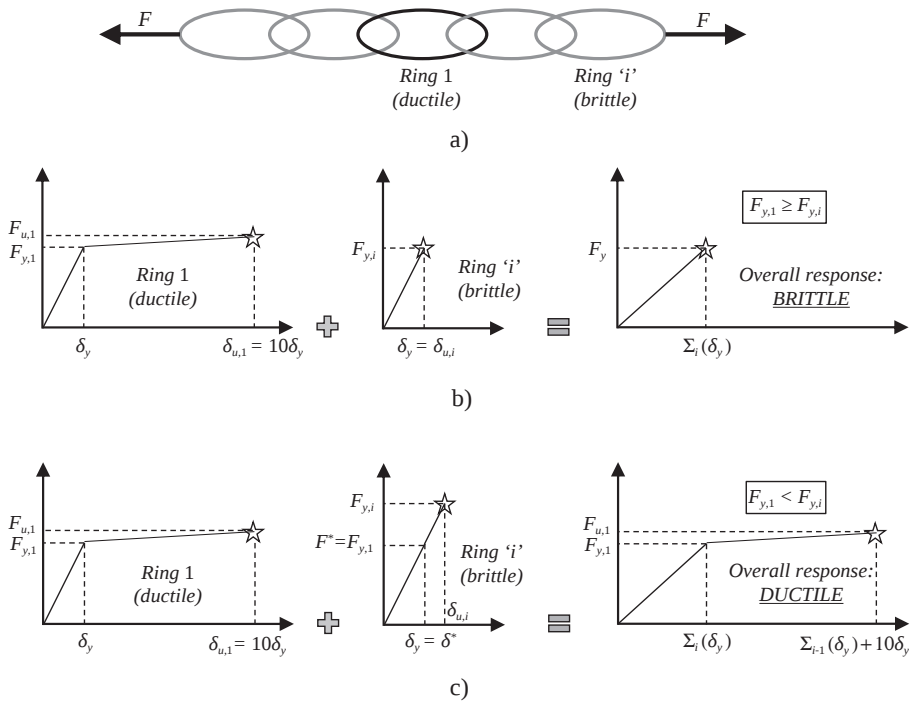 F F
Ring 1 Ring ‘i’
(ductile) (brittle)
a)
F_{u,1}
F_{y,1}
Ring 1
(ductile)
δ_y δ_{u,1} = 10δ_y
F_{y,i}
Ring ‘i’
(brittle)
δ_y = δ_{u,i}
F_{y,1} ≥ F_{y,i}
F_y
Overall response:
BRITTLE
Σ_i(δ_y)
b)
F_{u,1}
F_{y,1}
Ring 1
(ductile)
δ_y δ_{u,1} = 10δ_y
F_{y,i}
F*=F_{y,1}
Ring ‘i’
(brittle)
δ_{u,i}
δ_y = δ*
F_{y,1} < F_{y,i}
F_{u,1}
F_{y,1}
Overall response:
DUCTILE
Σ_i(δ_y) Σ_{i-1}(δ_y)+10δ_y
c)